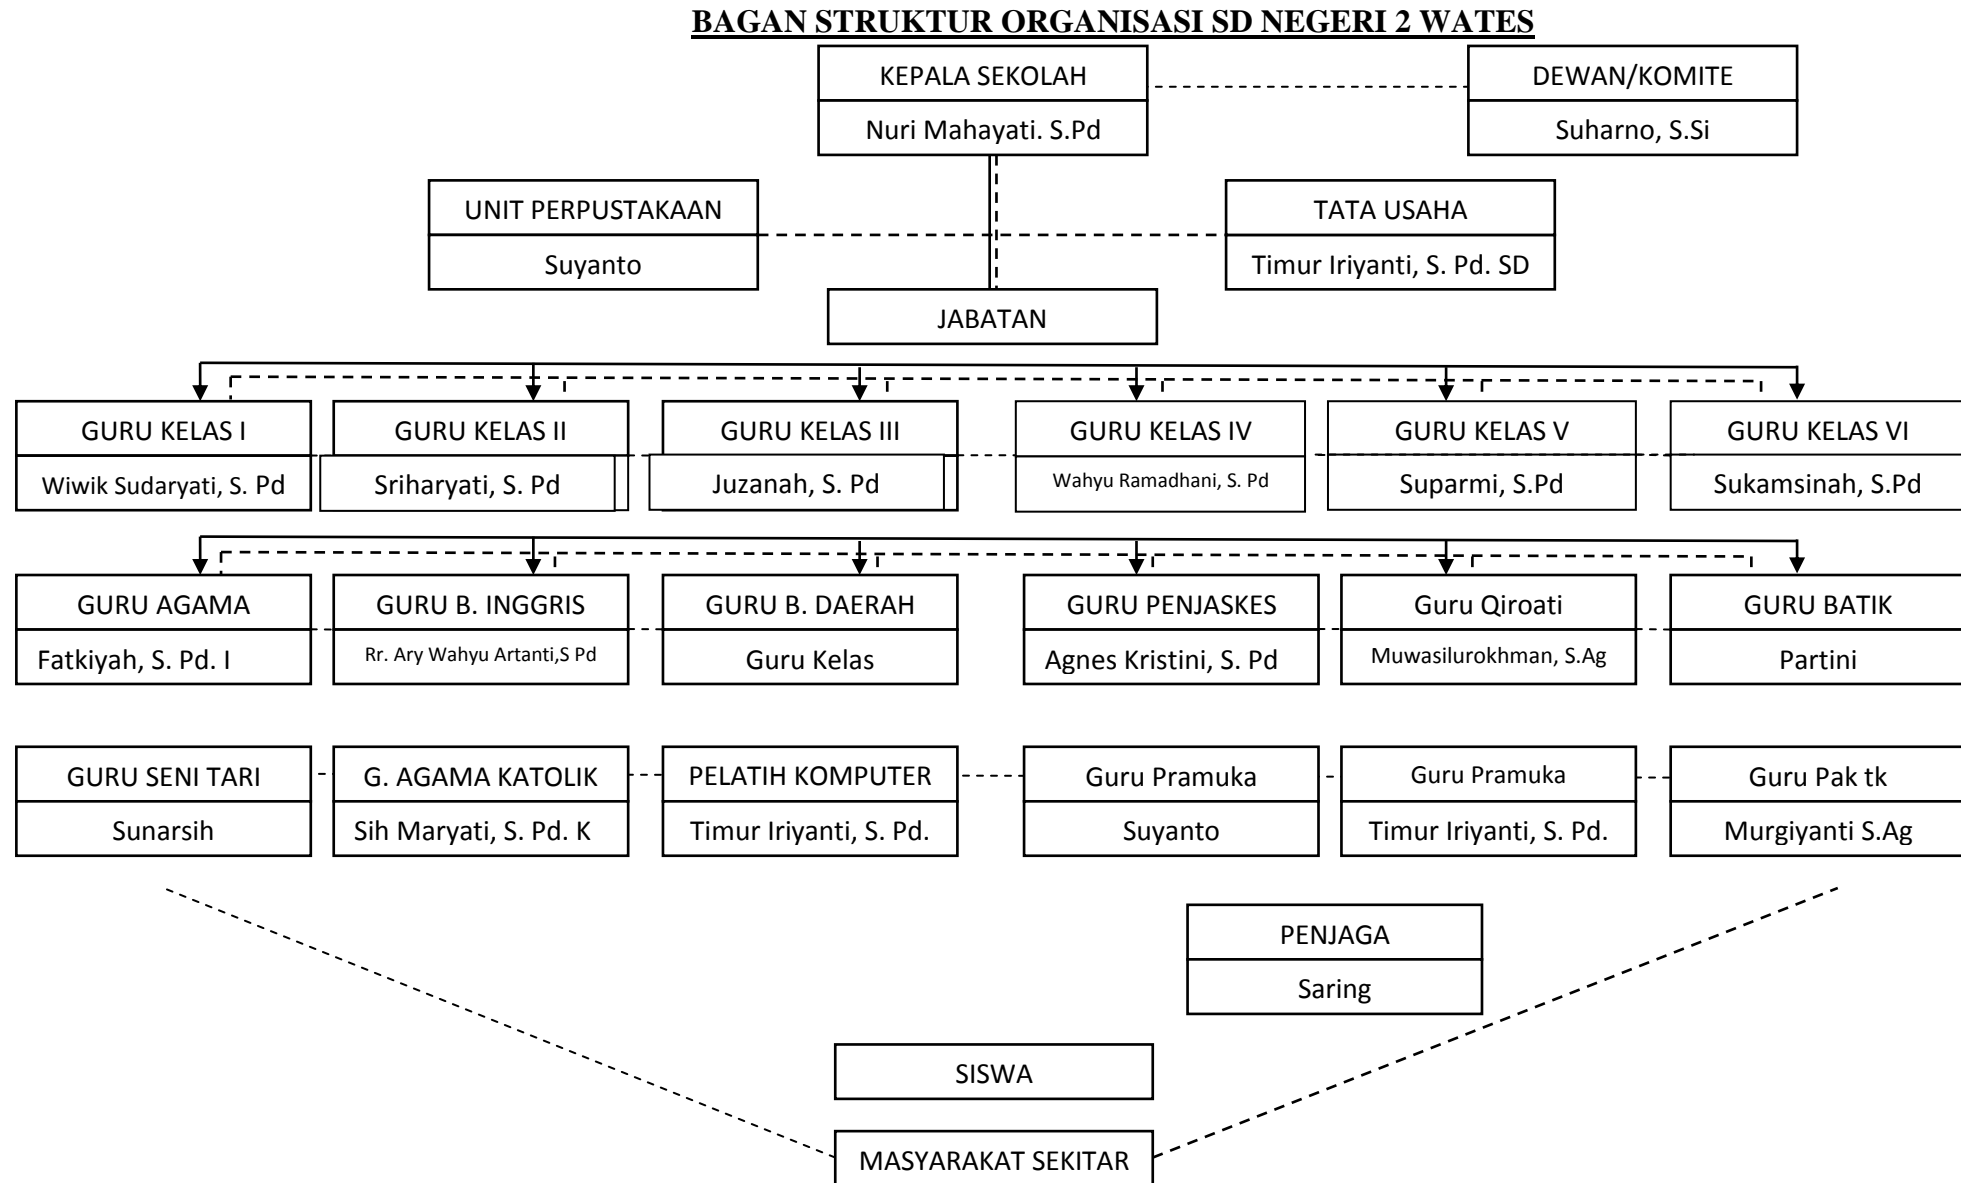 BAGAN STRUKTUR ORGANISASI SD NEGERI 2 WATES
KEPALA SEKOLAH
Nuri Mahayati. S.Pd
DEWAN/KOMITE
Suharno, S.Si
UNIT PERPUSTAKAAN
Suyanto
TATA USAHA
Timur Iriyanti, S. Pd. SD
JABATAN
GURU KELAS I
Wiwik Sudaryati, S. Pd
GURU KELAS II
Sriharyati, S. Pd
GURU KELAS III
Juzanah, S. Pd
GURU KELAS IV
Wahyu Ramadhani, S. Pd
GURU KELAS V
Suparmi, S.Pd
GURU KELAS VI
Sukamsinah, S.Pd
GURU AGAMA
Fatkiyah, S. Pd. I
GURU B. INGGRIS
Rr. Ary Wahyu Artanti,S Pd
GURU B. DAERAH
Guru Kelas
GURU PENJASKES
Agnes Kristini, S. Pd
Guru Qiroati
Muwasilurokhman, S.Ag
GURU BATIK
Partini
GURU SENI TARI
Sunarsih
G. AGAMA KATOLIK
Sih Maryati, S. Pd. K
PELATIH KOMPUTER
Timur Iriyanti, S. Pd.
Guru Pramuka
Suyanto
Guru Pramuka
Timur Iriyanti, S. Pd.
Guru Pak tk
Murgiyanti S.Ag
PENJAGA
Saring
SISWA
MASYARAKAT SEKITAR